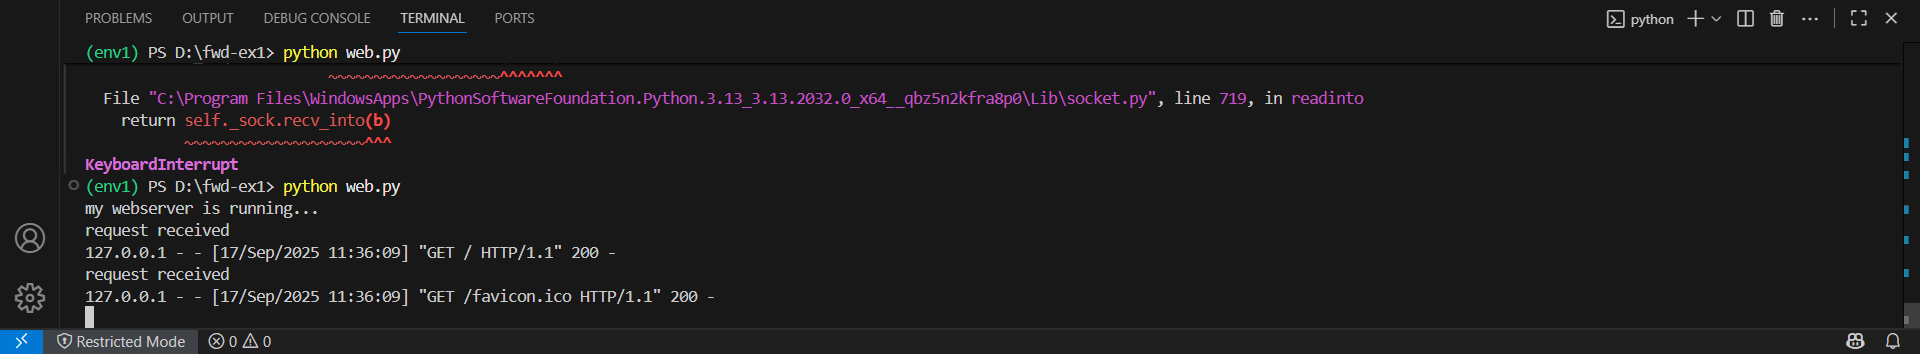 PROBLEMS OUTPUT DEBUG CONSOLE TERMINAL PORTS python
(env1) PS D:\fwd-ex1> python web.py
~~~~~~~~~~~~~~~~~~~^^^^^^^
File "C:\Program Files\WindowsApps\PythonSoftwareFoundation.Python.3.13_3.13.2032.0_x64__qbz5n2kfra8p0\Lib\socket.py", line 719, in readinto
return self._sock.recv_into(b)
~~~~~~~~~~~~~~~~~~~~^^^
KeyboardInterrupt
(env1) PS D:\fwd-ex1> python web.py
my webserver is running...
request received
127.0.0.1 - - [17/Sep/2025 11:36:09] "GET / HTTP/1.1" 200 -
request received
127.0.0.1 - - [17/Sep/2025 11:36:09] "GET /favicon.ico HTTP/1.1" 200 -
Restricted Mode 0 0